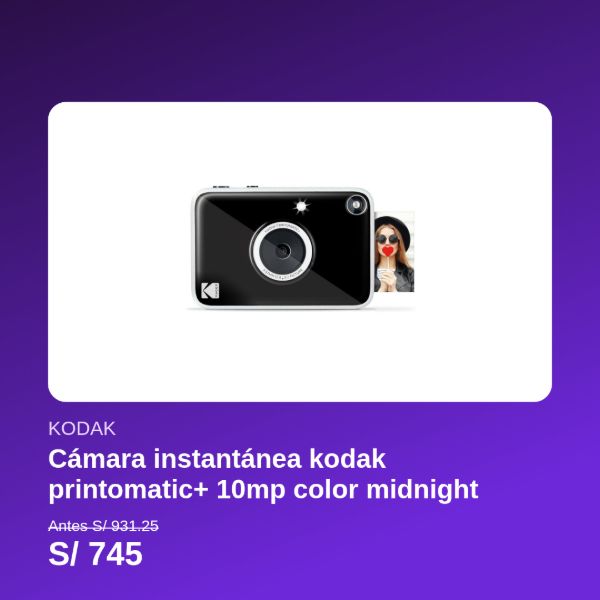 KODAK
Cámara instantánea kodak
printomatic+ 10mp color midnight
Antes S/ 931.25
S/ 745